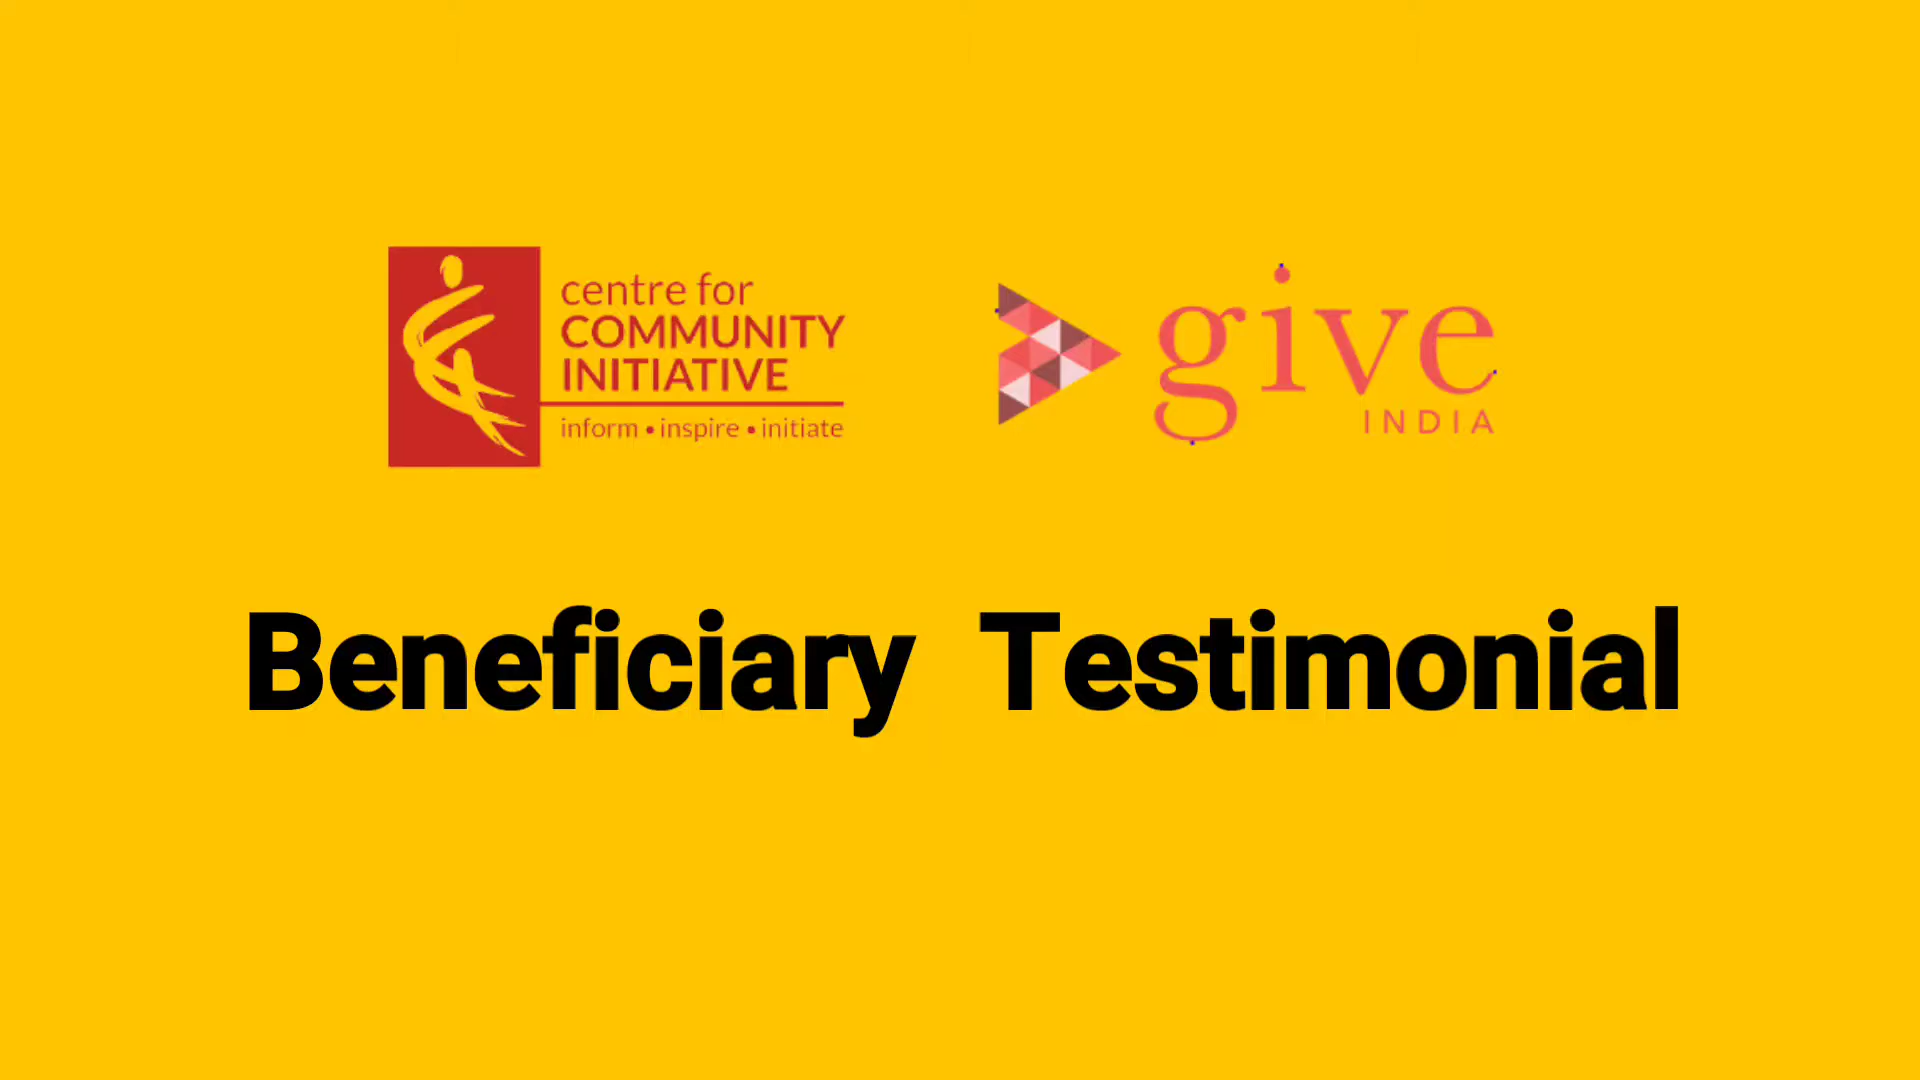 centre for
COMMUNITY
INITIATIVE
inform • inspire • initiate
give
INDIA
Beneficiary Testimonial